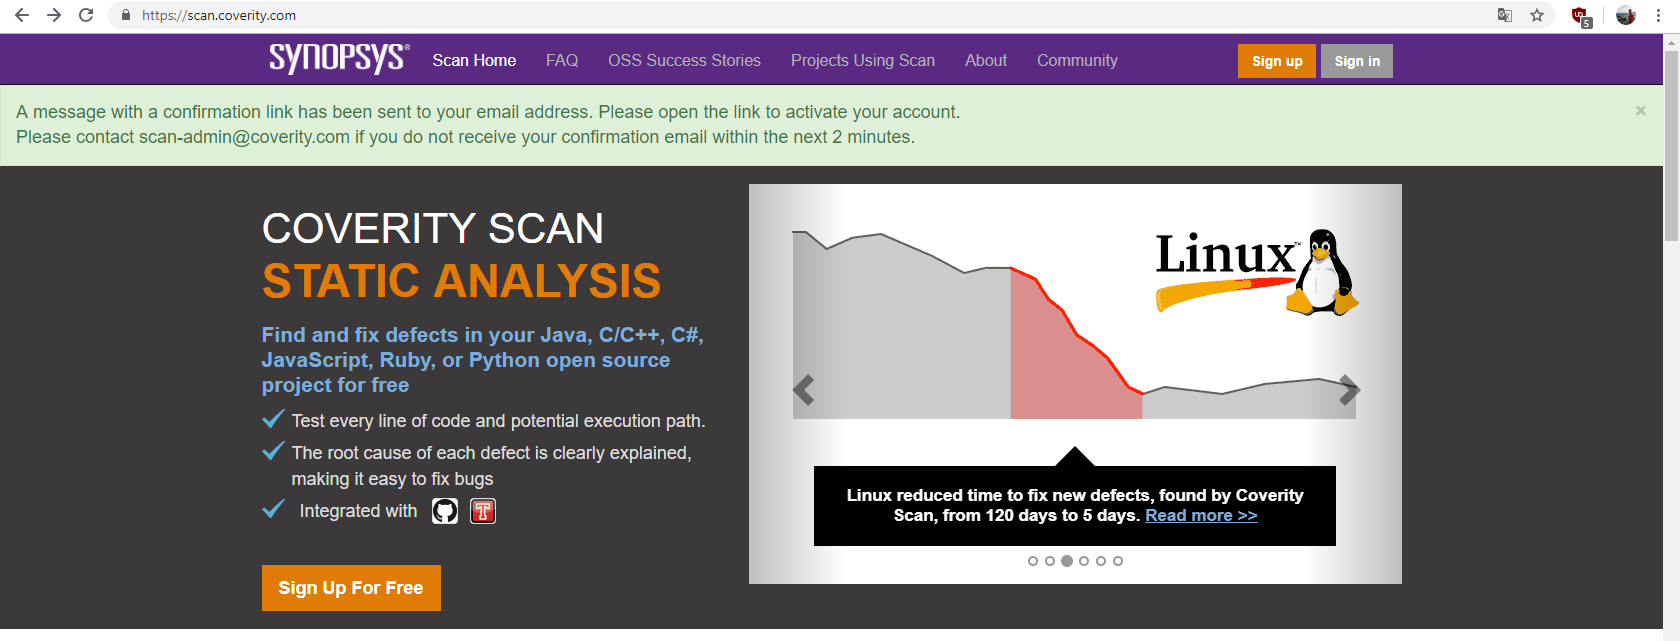 https://scan.coverity.com
5
SYNOPSYS®
Scan Home
FAQ
OSS Success Stories
Projects Using Scan
About
Community
Sign up
Sign in
A message with a confirmation link has been sent to your email address. Please open the link to activate your account.
×
Please contact scan-admin@coverity.com if you do not receive your confirmation email within the next 2 minutes.
COVERITY SCAN
STATIC ANALYSIS
Find and fix defects in your Java, C/C++, C#,
JavaScript, Ruby, or Python open source
project for free
Test every line of code and potential execution path.
The root cause of each defect is clearly explained,
making it easy to fix bugs
Integrated with
Sign Up For Free
Linux™
Linux reduced time to fix new defects, found by Coverity
Scan, from 120 days to 5 days. Read more >>